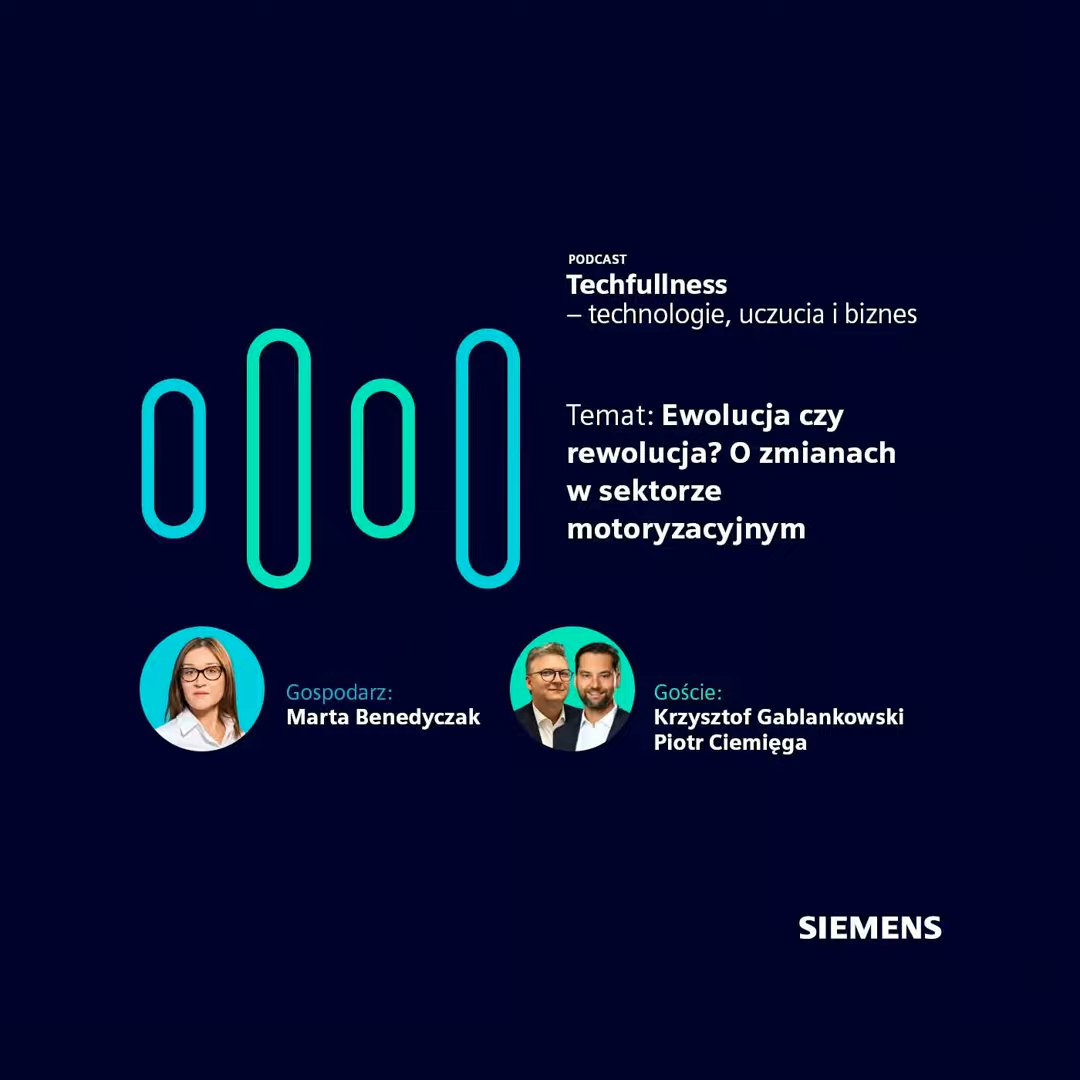 PODCAST
Techfullness
– technologie, uczucia i biznes
Temat: Ewolucja czy
rewolucja? O zmianach
w sektorze
motoryzacyjnym
Gospodarz:
Marta Benedyczak
Goście:
Krzysztof Gablankowski
Piotr Ciemięga
SIEMENS